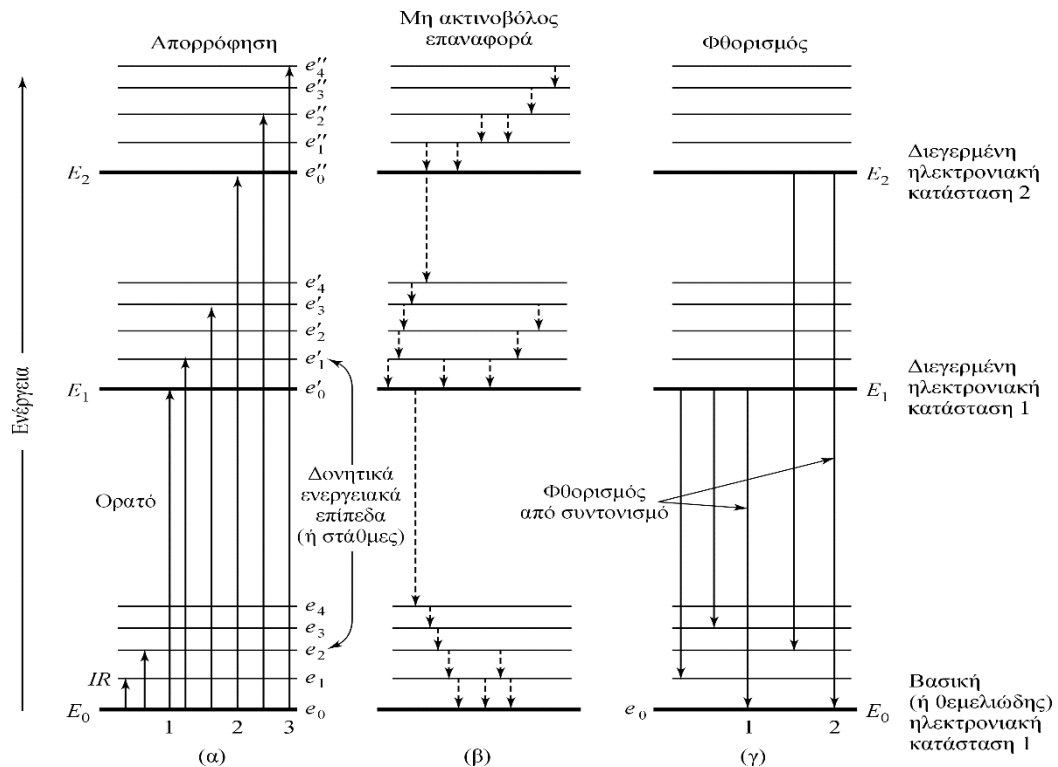 Απορρόφηση
Μη ακτινοβόλος
επαναφορά
Φθορισμός
Ενέργεια
e″4
e″3
e″2
e″1
E2
e″0
e′4
e′3
e′2
e′1
E1
e′0
Ορατό
Δονητικά
ενεργειακά
επίπεδα
(ή στάθμες)
e4
e3
e2
IR
e1
E0
e0
1
2
3
(α)
(β)
E2
Διεγερμένη
ηλεκτρονιακή
κατάσταση 2
E1
Διεγερμένη
ηλεκτρονιακή
κατάσταση 1
Φθορισμός
από συντονισμό
e0
E0
Βασική
(ή θεμελιώδης)
ηλεκτρονιακή
κατάσταση 1
1
2
(γ)